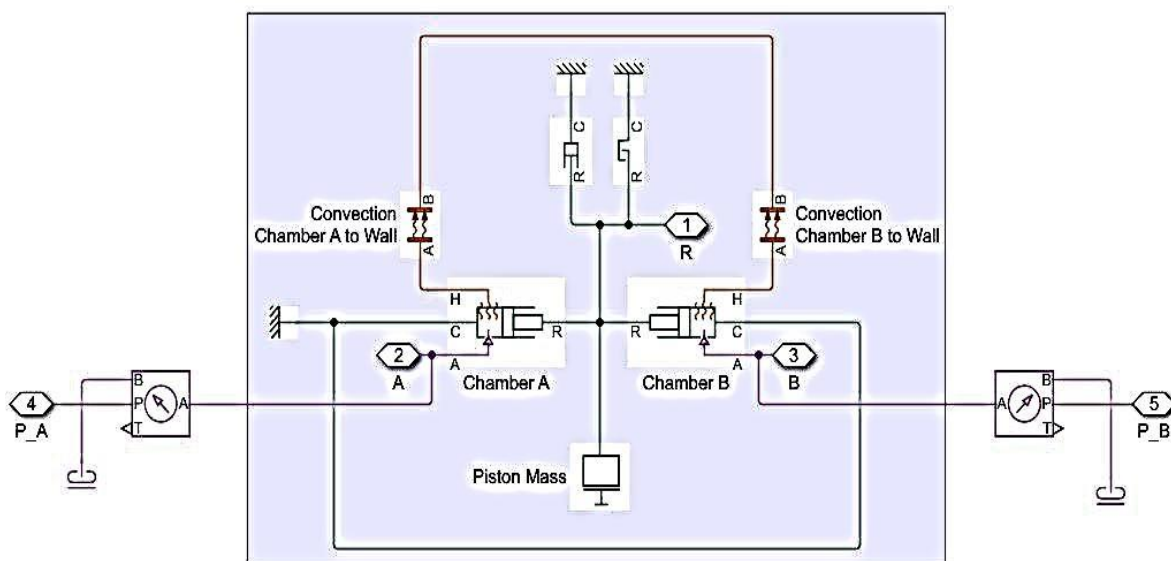 C
R
C
R
B
Convection
Chamber A to Wall
A
B
Convection
Chamber B to Wall
A
1
R
H
C
R
A
Chamber A
H
R
C
A
Chamber B
2
A
3
B
4
P_A
B
P
A
T
B
A
P
T
5
P_B
Piston Mass